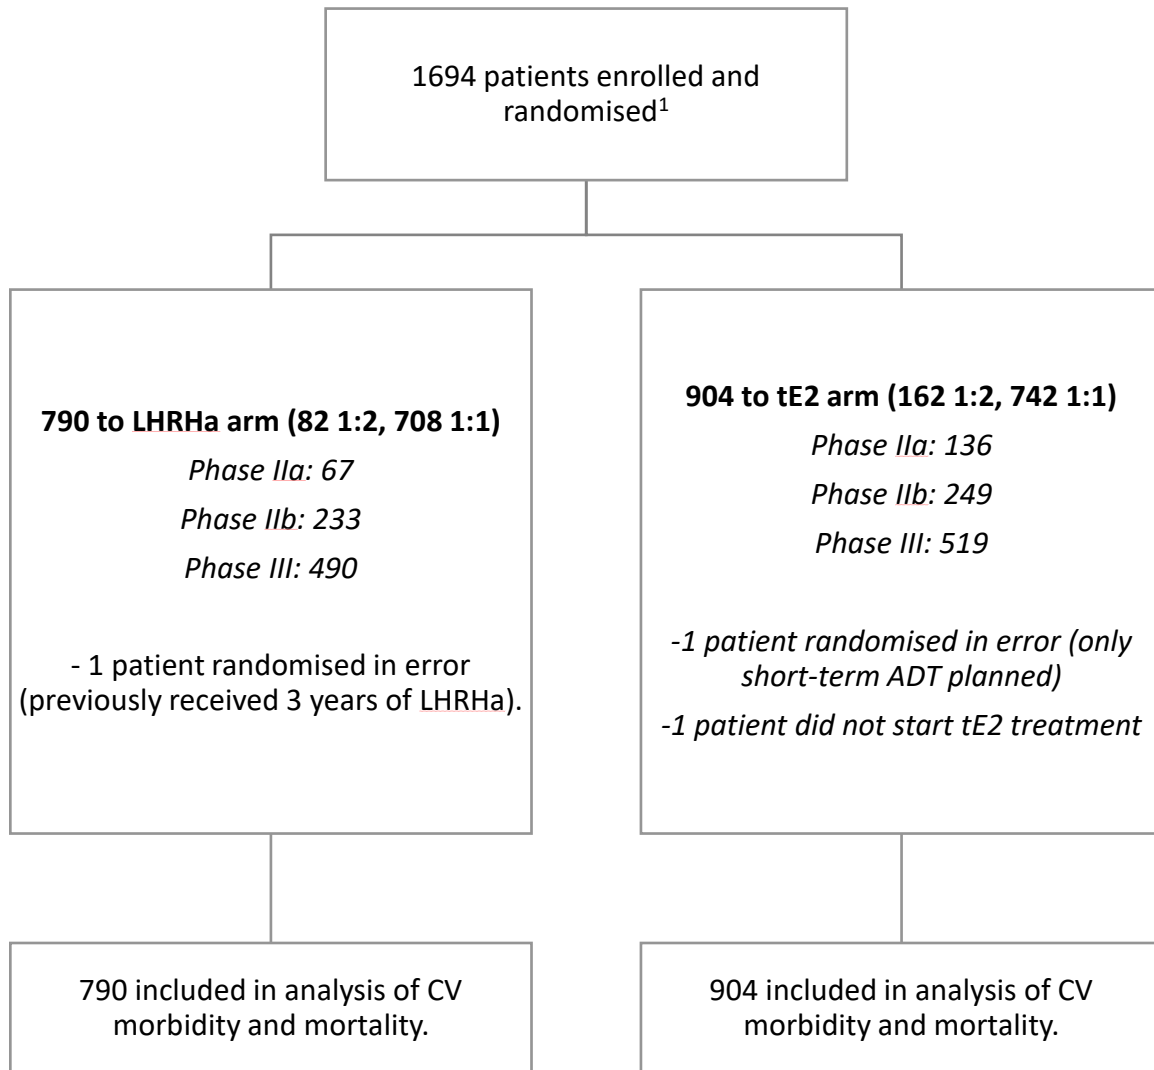 1694 patients enrolled and
randomised¹
790 to LHRHa arm (82 1:2, 708 1:1)
Phase IIa: 67
Phase IIb: 233
Phase III: 490
- 1 patient randomised in error
(previously received 3 years of LHRHa).
904 to tE2 arm (162 1:2, 742 1:1)
Phase IIa: 136
Phase IIb: 249
Phase III: 519
-1 patient randomised in error (only
short-term ADT planned)
-1 patient did not start tE2 treatment
790 included in analysis of CV
morbidity and mortality.
904 included in analysis of CV
morbidity and mortality.